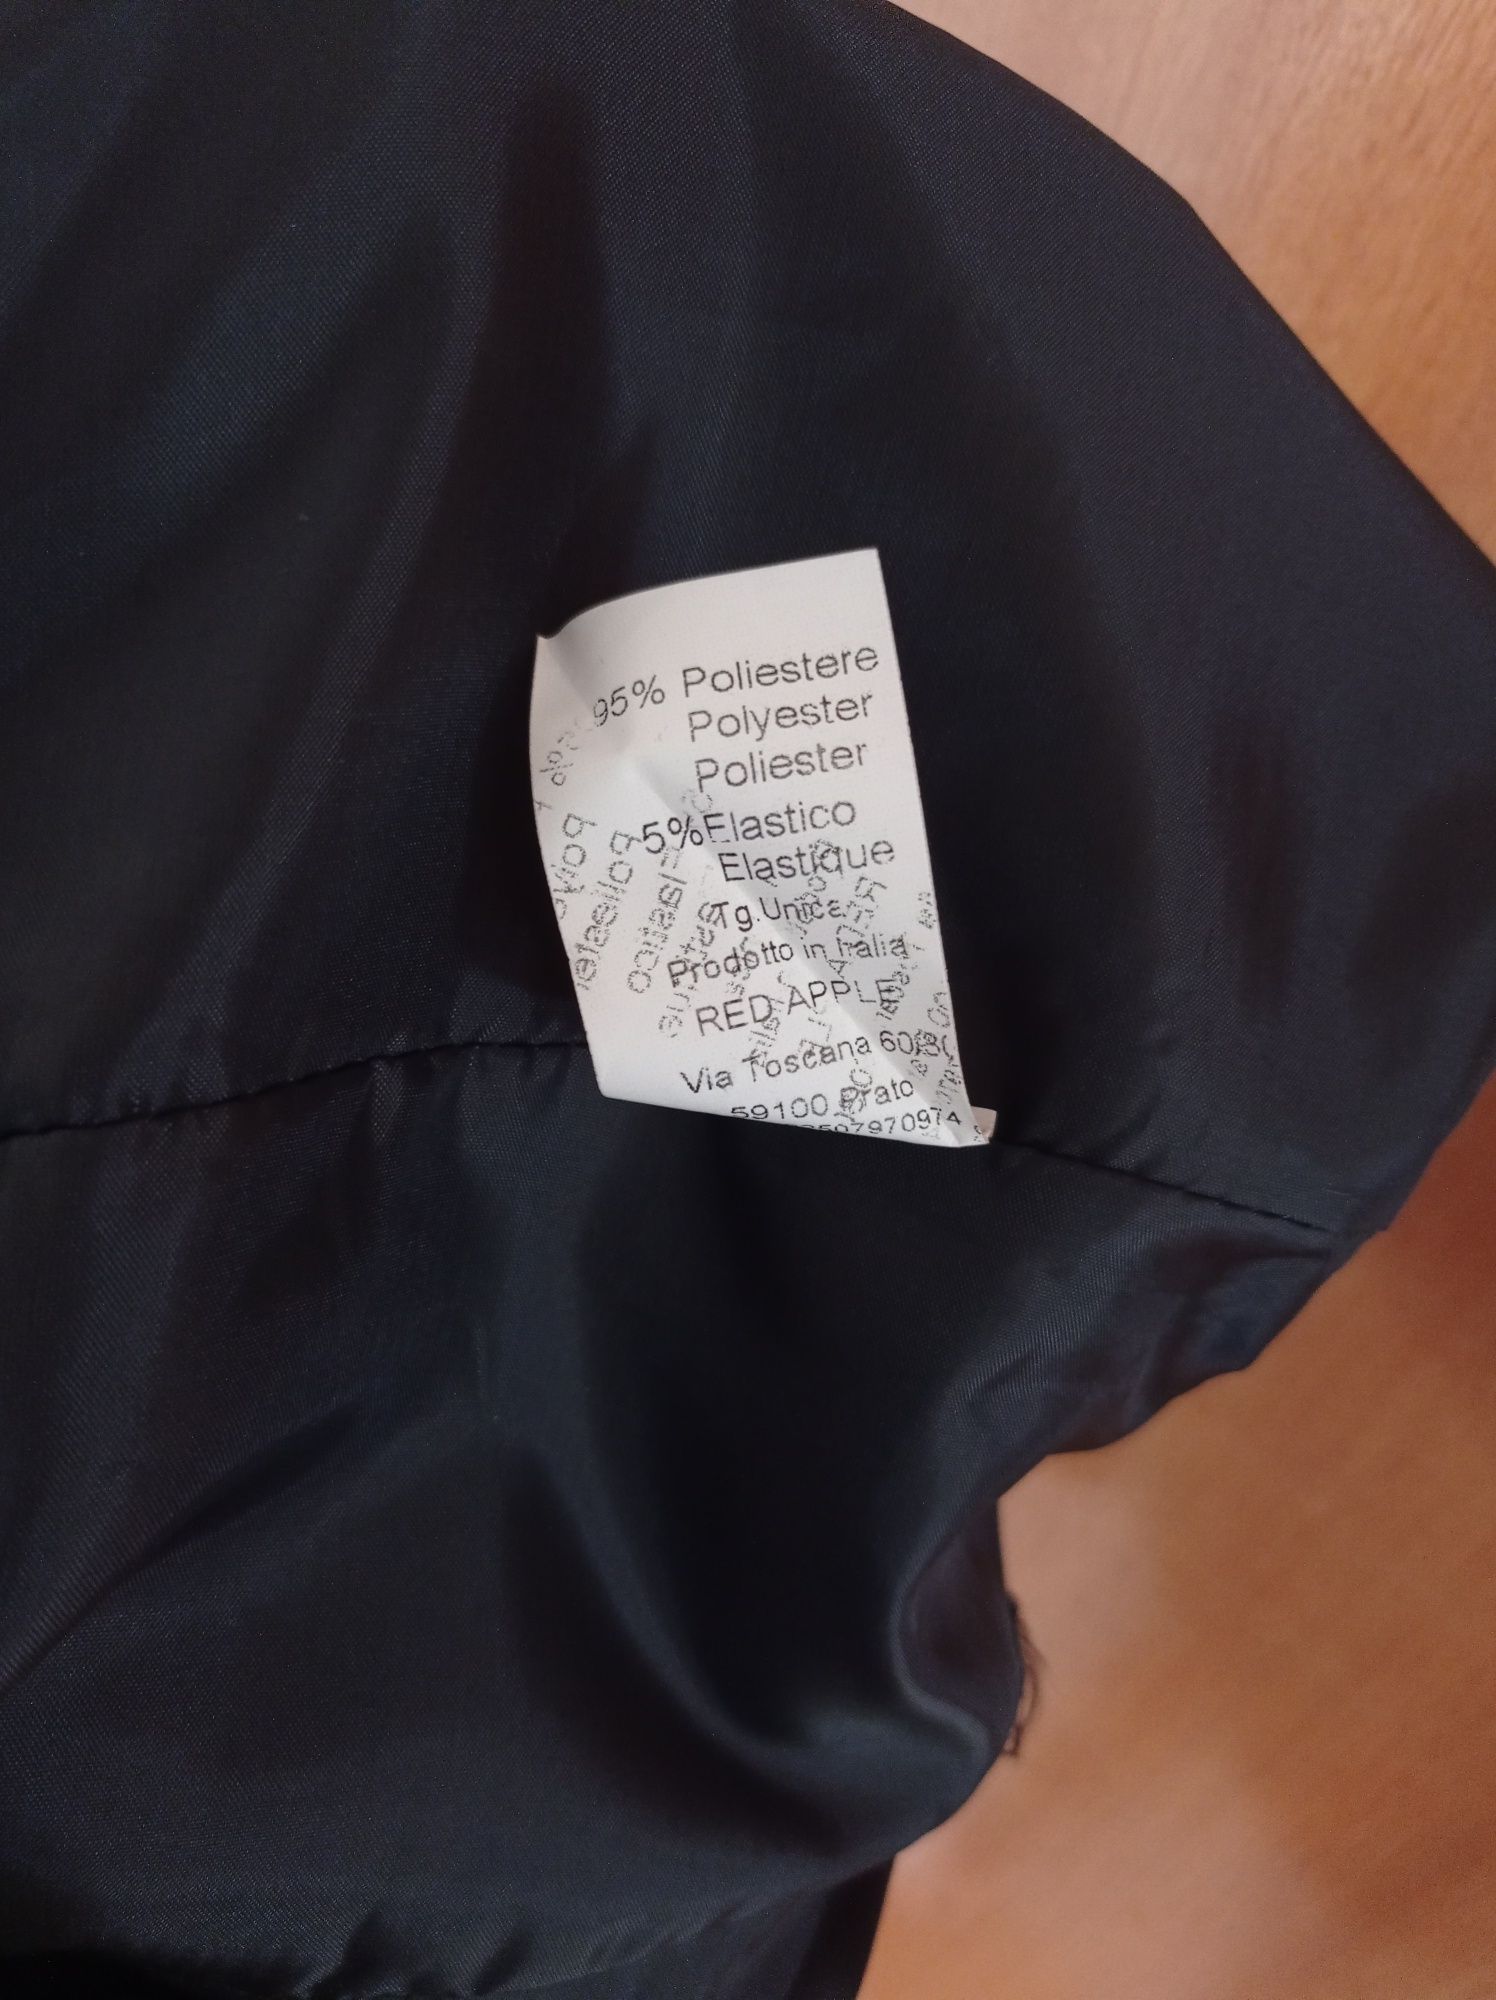 95% Poliestere
Polyester
Poliester
5%Elastico
Elastique
Tg.Unica
Prodotto in Italia
RED APPLE
Via Toscana
59100 Prato